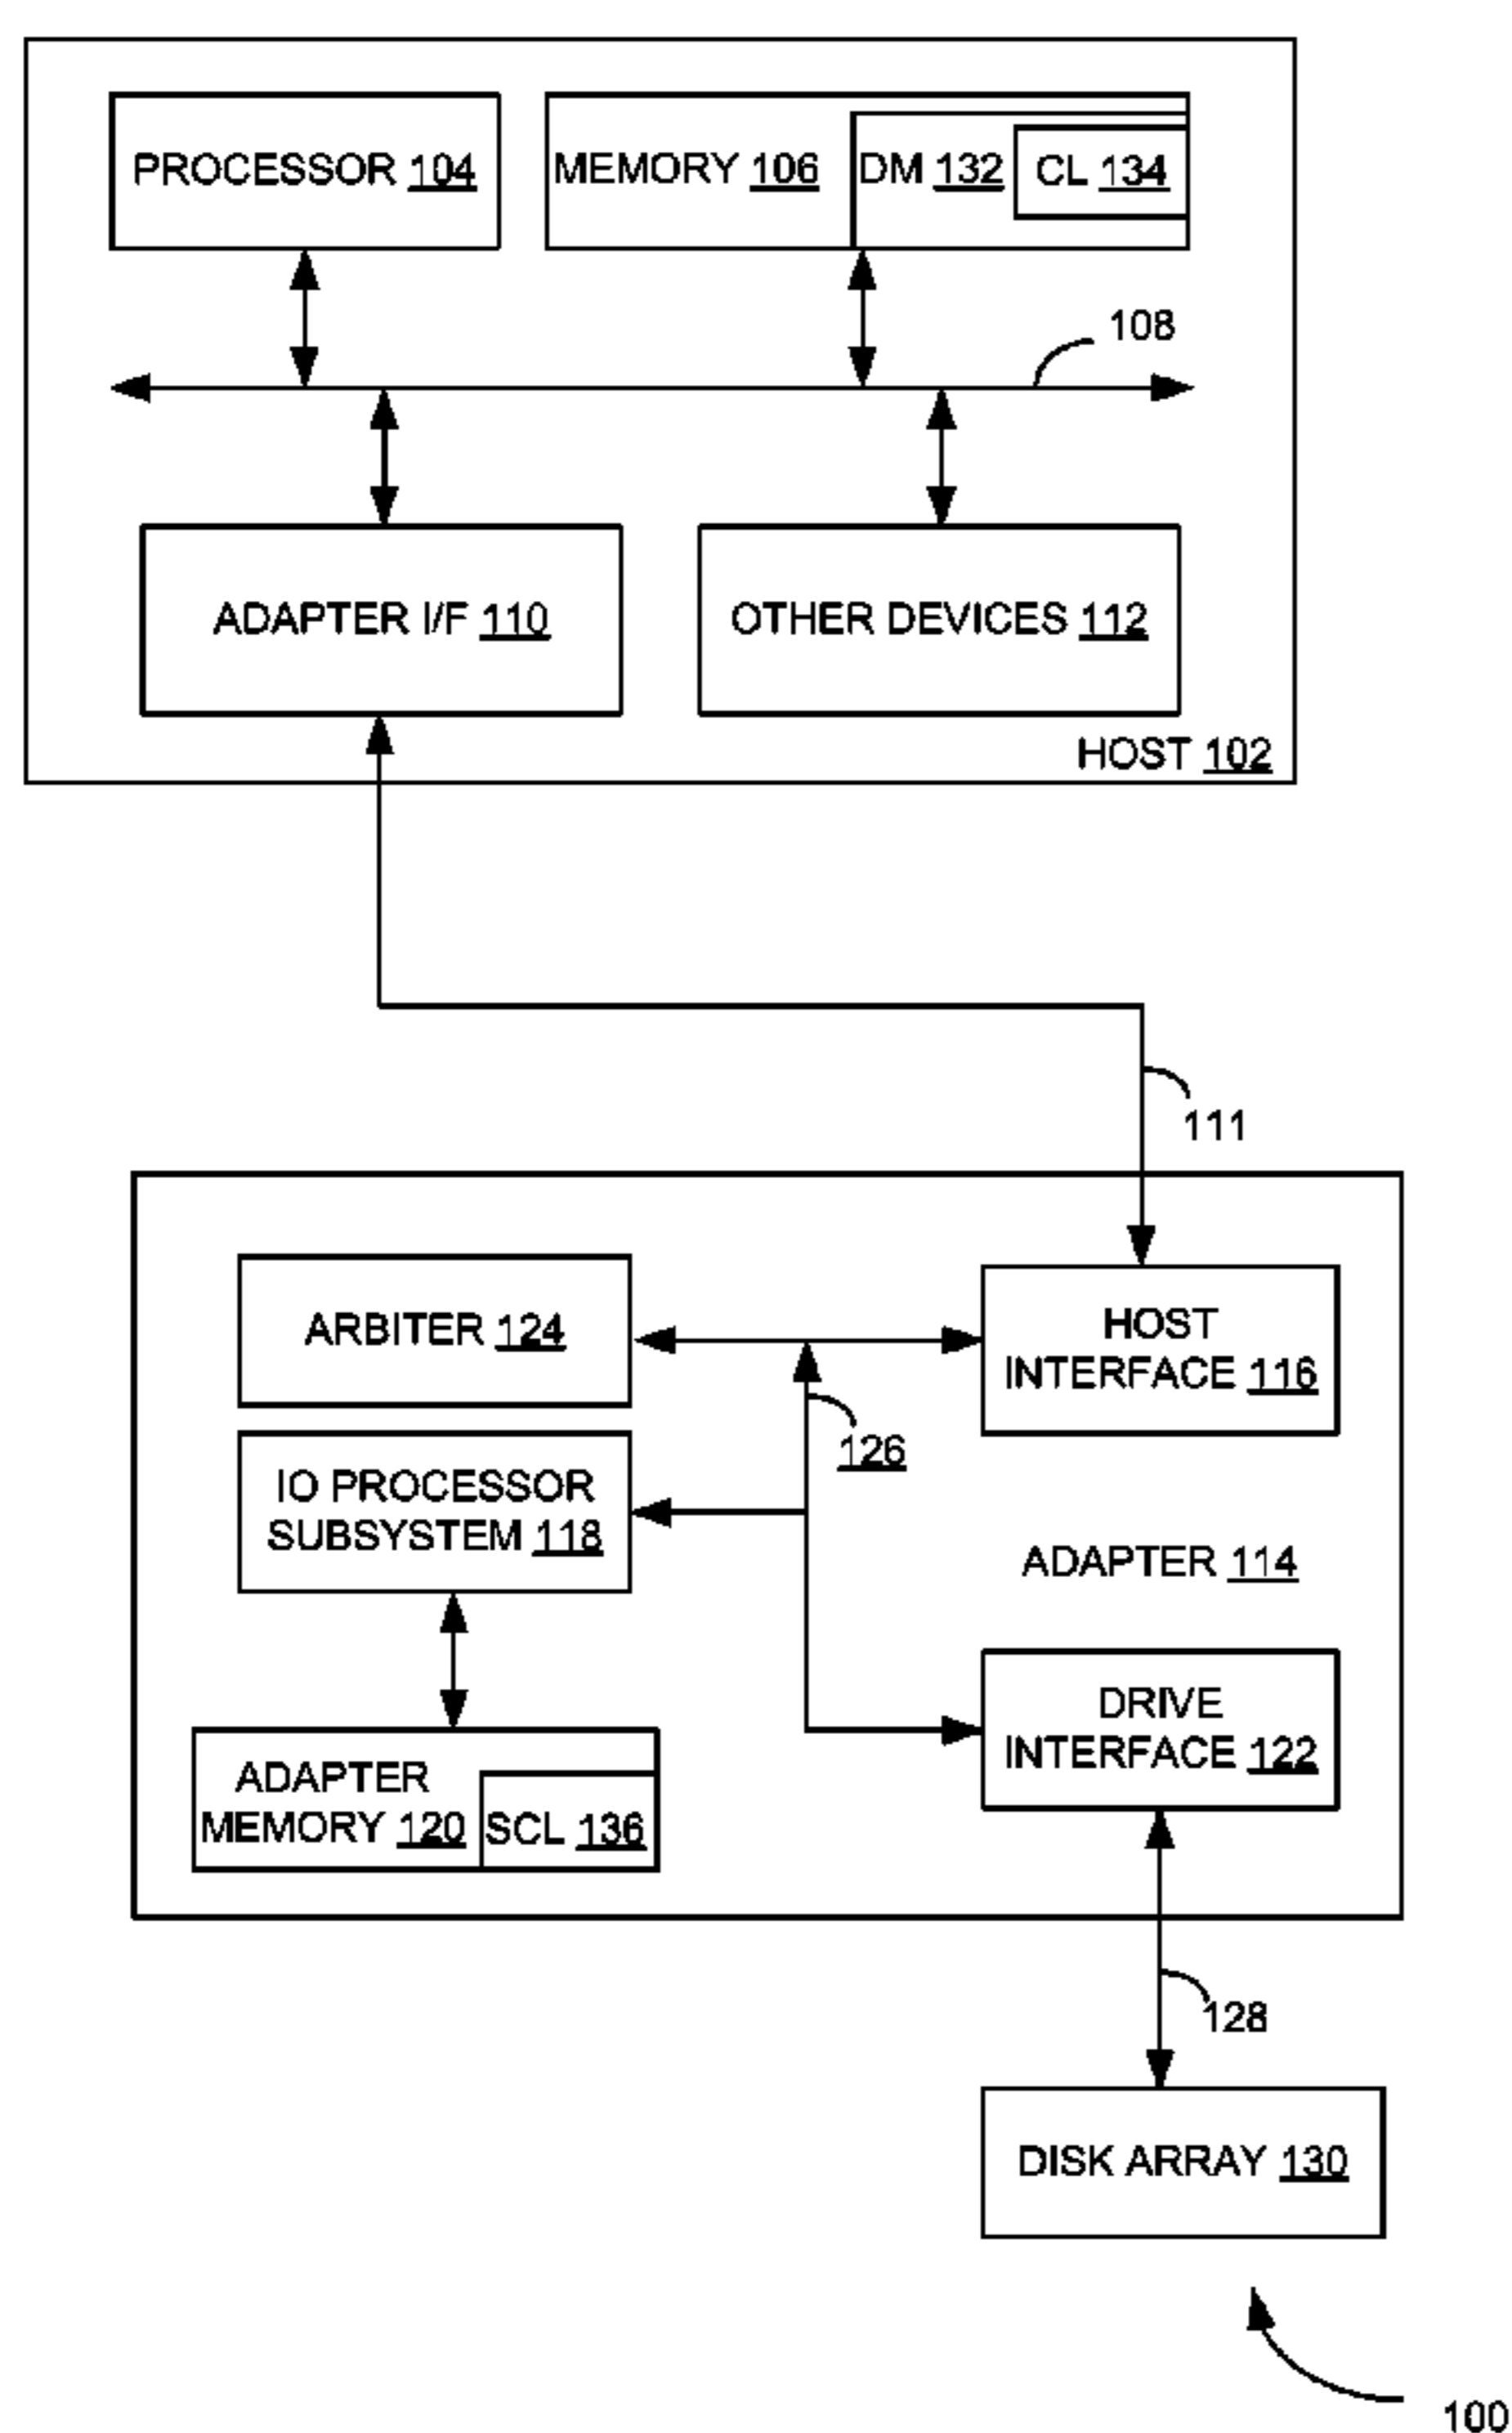 PROCESSOR 104
MEMORY 106
DM 132
CL 134
108
ADAPTER I/F 110
OTHER DEVICES 112
HOST 102
111
ARBITER 124
HOST
INTERFACE 116
126
IO PROCESSOR
SUBSYSTEM 118
ADAPTER 114
DRIVE
INTERFACE 122
ADAPTER
MEMORY 120
SCL 136
128
DISK ARRAY 130
100